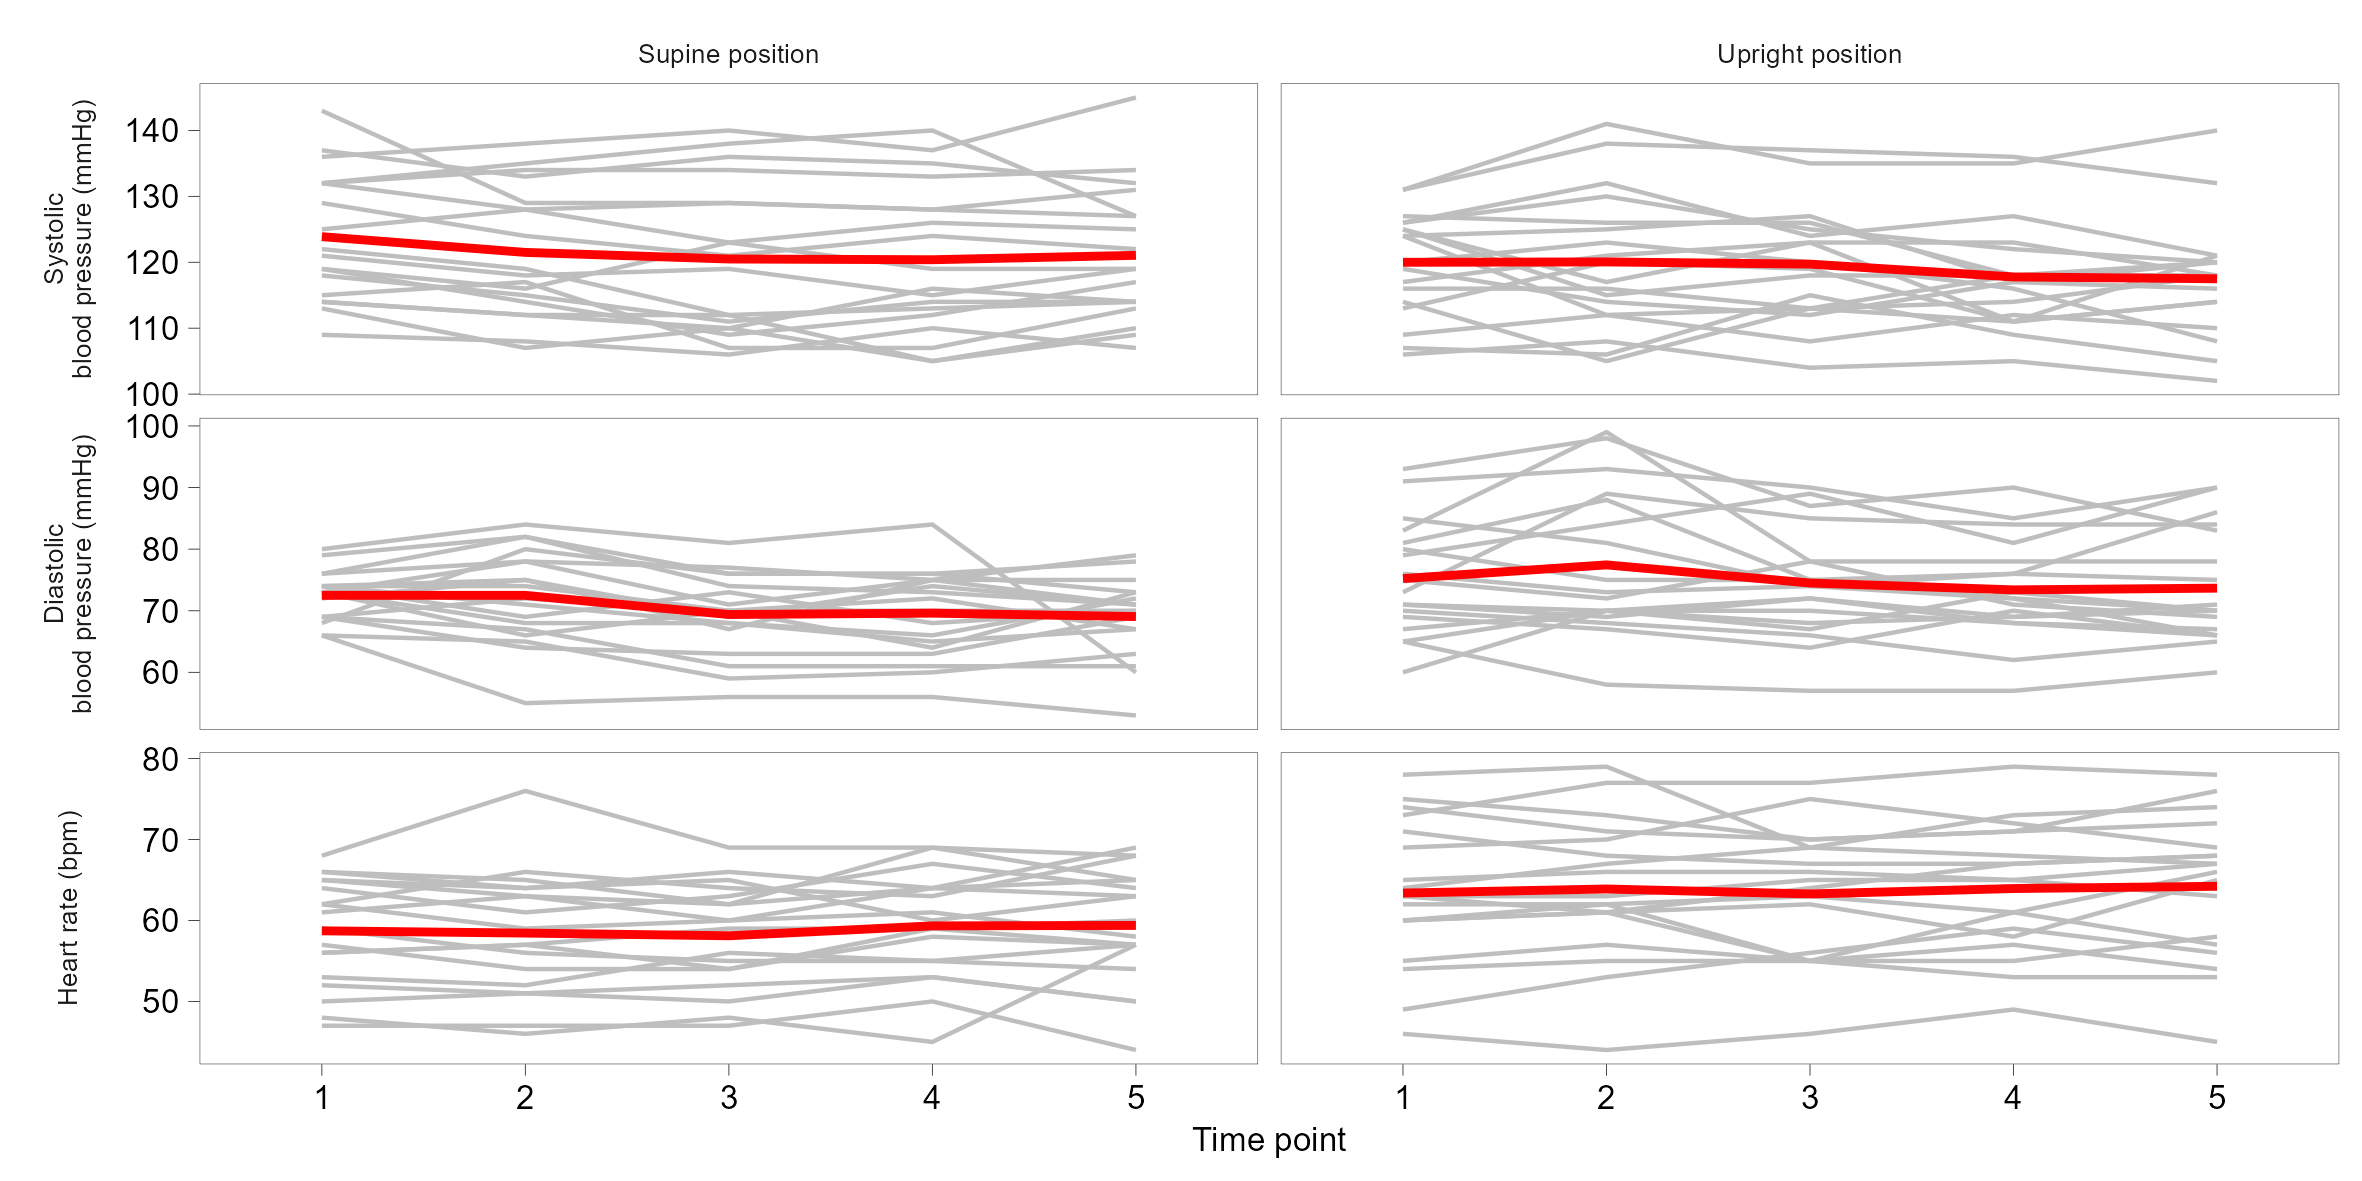 Supine position
Upright position
Systolic
blood pressure (mmHg)
140
130
120
110
100
Diastolic
blood pressure (mmHg)
100
90
80
70
60
Heart rate (bpm)
80
70
60
50
1 2 3 4 5
1 2 3 4 5
Time point